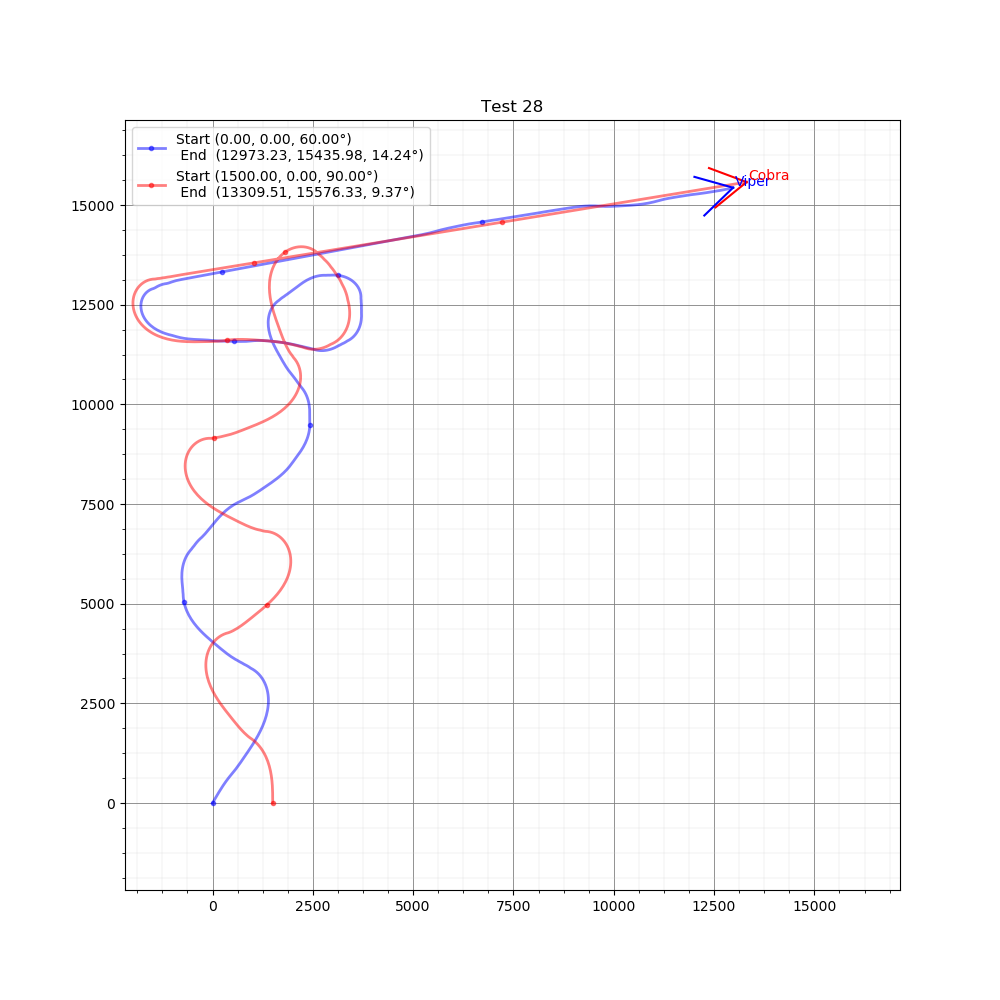 Test 28
Start (0.00, 0.00, 60.00°)
End (12973.23, 15435.98, 14.24°)
Start (1500.00, 0.00, 90.00°)
End (13309.51, 15576.33, 9.37°)
Cobra
Viper
15000
12500
10000
7500
5000
2500
0
0 2500 5000 7500 10000 12500 15000